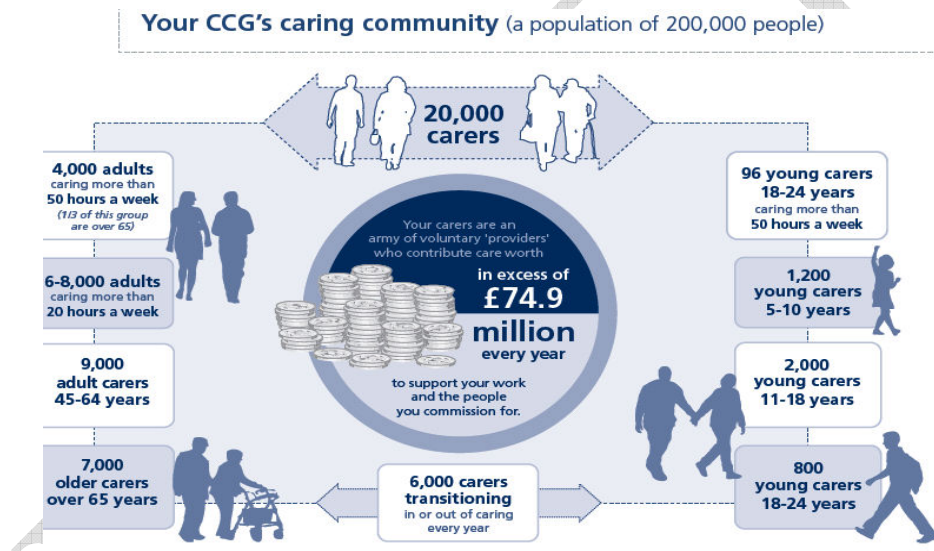 Your CCG's caring community (a population of 200,000 people)
20,000
carers
4,000 adults
caring more than
50 hours a week
(1/3 of this group
are over 65)
6-8,000 adults
caring more than
20 hours a week
9,000
adult carers
45-64 years
7,000
older carers
over 65 years
Your carers are an
army of voluntary 'providers'
who contribute care worth
in excess of
£74.9
million
every year
to support your work
and the people
you commission for.
6,000 carers
transitioning
in or out of caring
every year
96 young carers
18-24 years
caring more than
50 hours a week
1,200
young carers
5-10 years
2,000
young carers
11-18 years
800
young carers
18-24 years